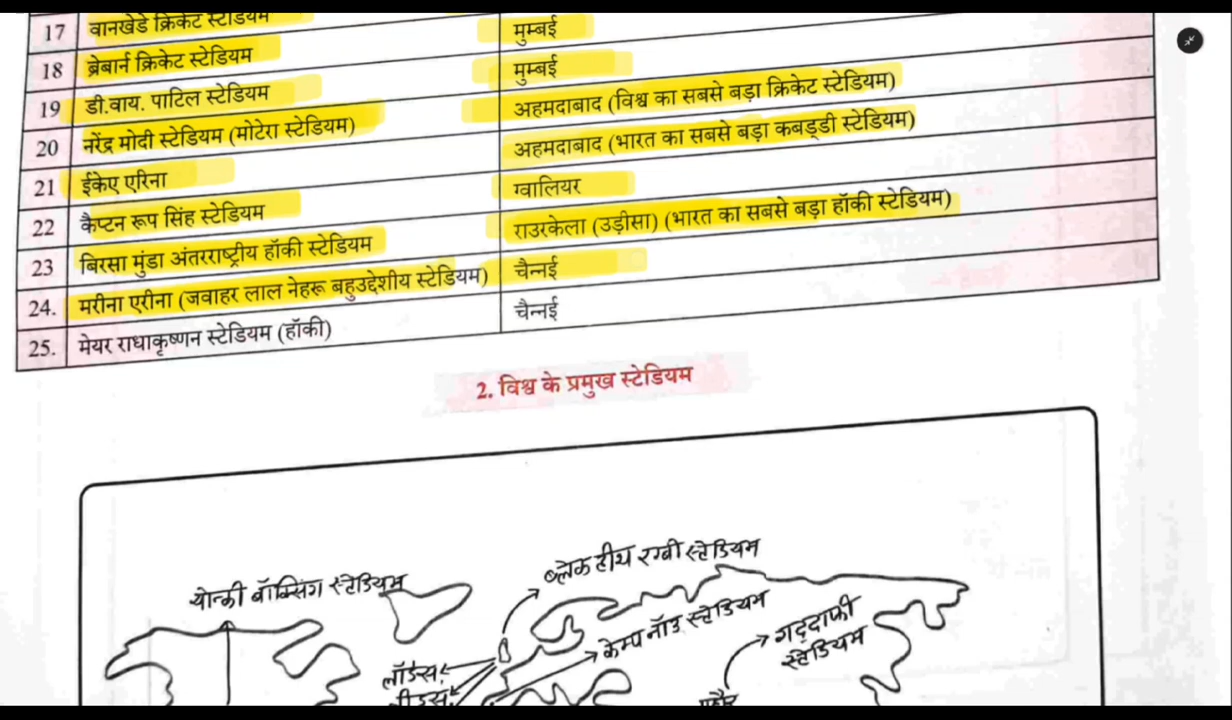 17 वानखेडे क्रिकेट स्टेडियम
18 ब्रेबार्न क्रिकेट स्टेडियम मुम्बई
19 डी.वाय. पाटिल स्टेडियम मुम्बई
20 नरेंद्र मोदी स्टेडियम (मोटेरा स्टेडियम) अहमदाबाद (विश्व का सबसे बड़ा क्रिकेट स्टेडियम)
21 ईकेए एरिना अहमदाबाद (भारत का सबसे बड़ा कबड्डी स्टेडियम)
22 कैप्टन रूप सिंह स्टेडियम ग्वालियर
23 बिरसा मुंडा अंतरराष्ट्रीय हॉकी स्टेडियम राउरकेला (उड़ीसा) (भारत का सबसे बड़ा हॉकी स्टेडियम)
24. मरीना एरीना (जवाहर लाल नेहरू बहुउद्देशीय स्टेडियम) चैन्नई
25. मेयर राधाकृष्णन स्टेडियम (हॉकी) चैन्नई
2. विश्व के प्रमुख स्टेडियम
ब्लेक हीथ रग्बी स्टेडियम
योन्की बॉक्सिंग स्टेडियम
केम्प नॉउ स्टेडियम
गद्दाफी
स्टेडियम
लॉर्डस